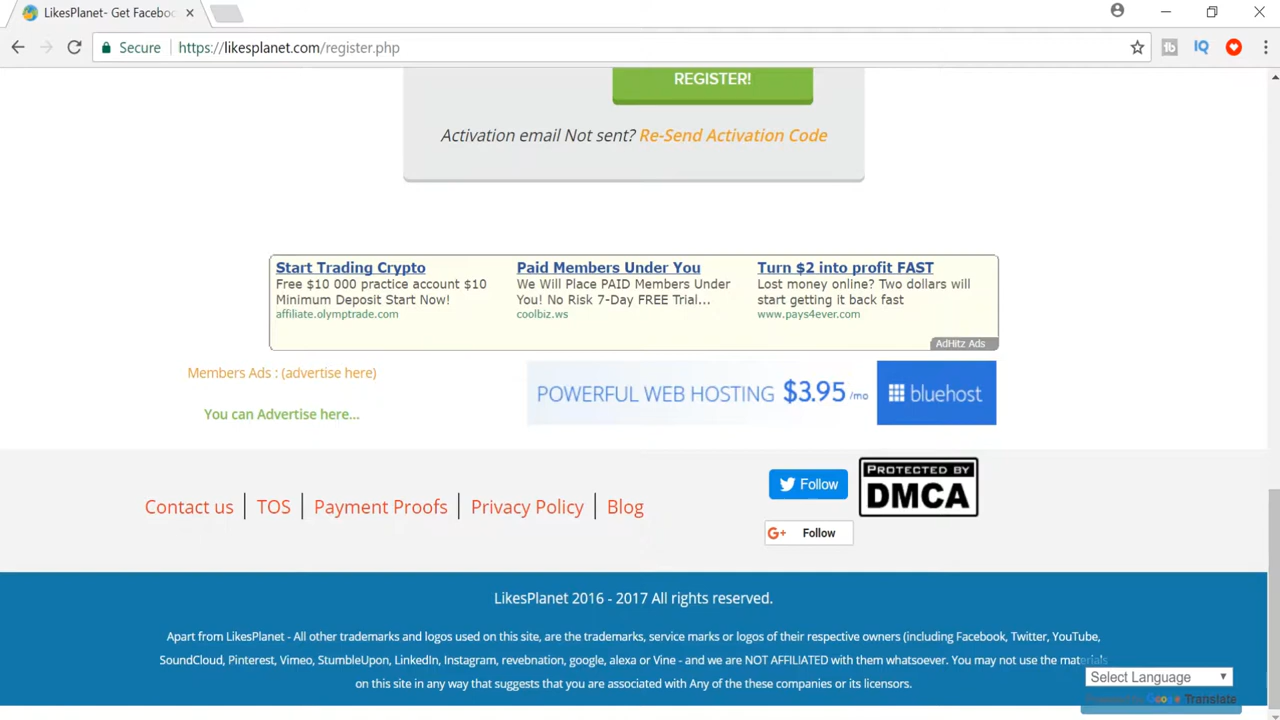 LikesPlanet- Get Faceboo
Secure
https://likesplanet.com/register.php
fb
IQ
REGISTER!
Activation email Not sent? Re-Send Activation Code
Start Trading Crypto
Free $10 000 practice account $10
Minimum Deposit Start Now!
affiliate.olymptrade.com
Paid Members Under You
We Will Place PAID Members Under
You! No Risk 7-Day FREE Trial...
coolbiz.ws
Turn $2 into profit FAST
Lost money online? Two dollars will
start getting it back fast
www.pays4ever.com
AdHitz Ads
Members Ads : (advertise here)
You can Advertise here...
POWERFUL WEB HOSTING $3.95 /mo
bluehost
Contact us
TOS
Payment Proofs
Privacy Policy
Blog
Follow
PROTECTED BY
DMCA
G+ Follow
LikesPlanet 2016 - 2017 All rights reserved.
Apart from LikesPlanet - All other trademarks and logos used on this site, are the trademarks, service marks or logos of their respective owners (including Facebook, Twitter, YouTube,
SoundCloud, Pinterest, Vimeo, StumbleUpon, LinkedIn, Instagram, revebnation, google, alexa or Vine - and we are NOT AFFILIATED with them whatsoever. You may not use the materials
on this site in any way that suggests that you are associated with Any of the these companies or its licensors.
Select Language
Powered by Google Translate